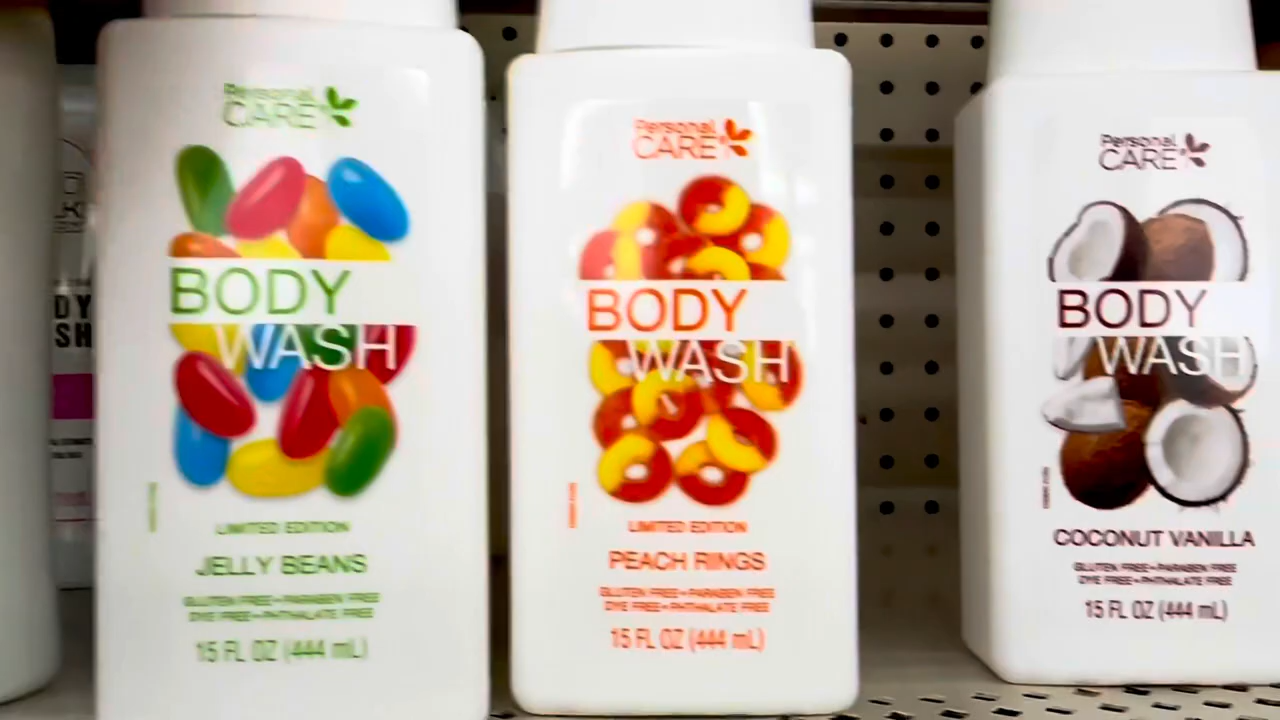 Personal
CARE
BODY
WASH
LIMITED EDITION
JELLY BEANS
GLUTEN FREE • PARABEN FREE
DYE FREE • PHTHALATE FREE
15 FL OZ (444 mL)
Personal
CARE
BODY
WASH
LIMITED EDITION
PEACH RINGS
GLUTEN FREE • PARABEN FREE
DYE FREE • PHTHALATE FREE
15 FL OZ (444 mL)
Personal
CARE
BODY
WASH
COCONUT VANILLA
GLUTEN FREE • PARABEN FREE
DYE FREE • PHTHALATE FREE
15 FL OZ (444 mL)
DY
SH